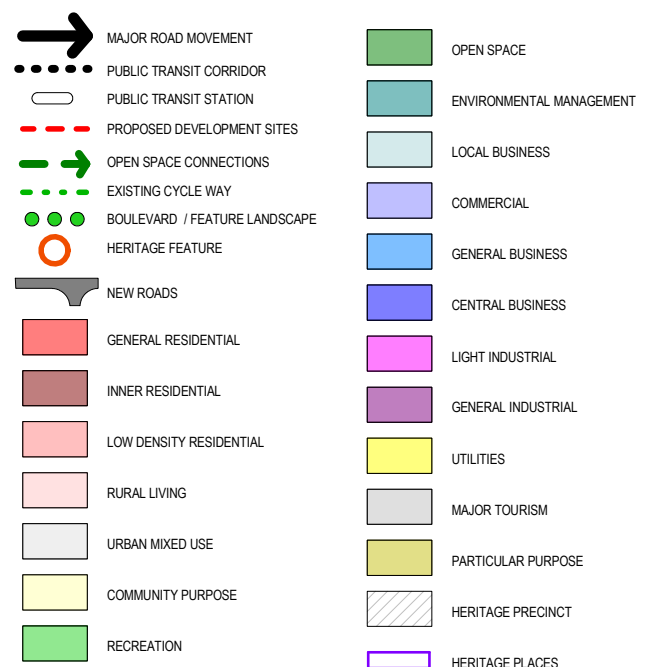 MAJOR ROAD MOVEMENT
PUBLIC TRANSIT CORRIDOR
PUBLIC TRANSIT STATION
PROPOSED DEVELOPMENT SITES
OPEN SPACE CONNECTIONS
EXISTING CYCLE WAY
BOULEVARD / FEATURE LANDSCAPE
HERITAGE FEATURE
NEW ROADS
GENERAL RESIDENTIAL
INNER RESIDENTIAL
LOW DENSITY RESIDENTIAL
RURAL LIVING
URBAN MIXED USE
COMMUNITY PURPOSE
RECREATION
OPEN SPACE
ENVIRONMENTAL MANAGEMENT
LOCAL BUSINESS
COMMERCIAL
GENERAL BUSINESS
CENTRAL BUSINESS
LIGHT INDUSTRIAL
GENERAL INDUSTRIAL
UTILITIES
MAJOR TOURISM
PARTICULAR PURPOSE
HERITAGE PRECINCT
HERITAGE PLACES